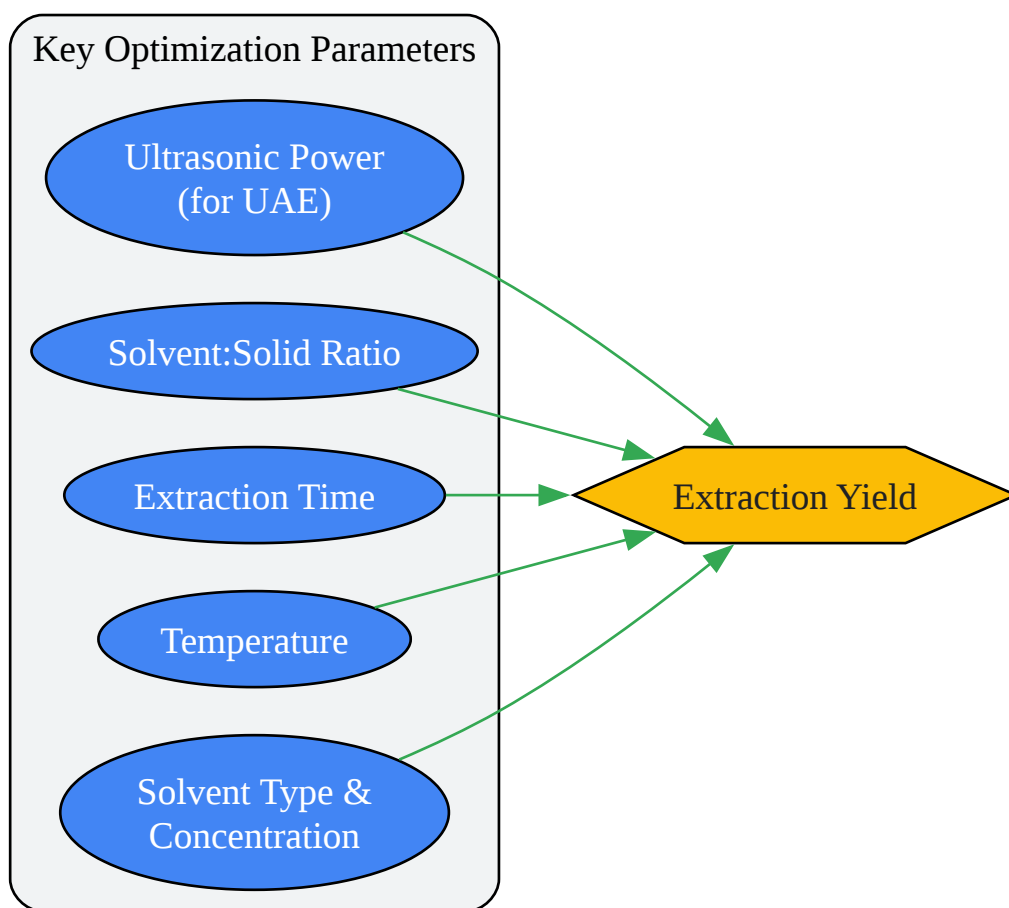 Key Optimization Parameters
Ultrasonic Power
(for UAE)
Solvent:Solid Ratio
Extraction Time
Extraction Yield
Temperature
Solvent Type &
Concentration